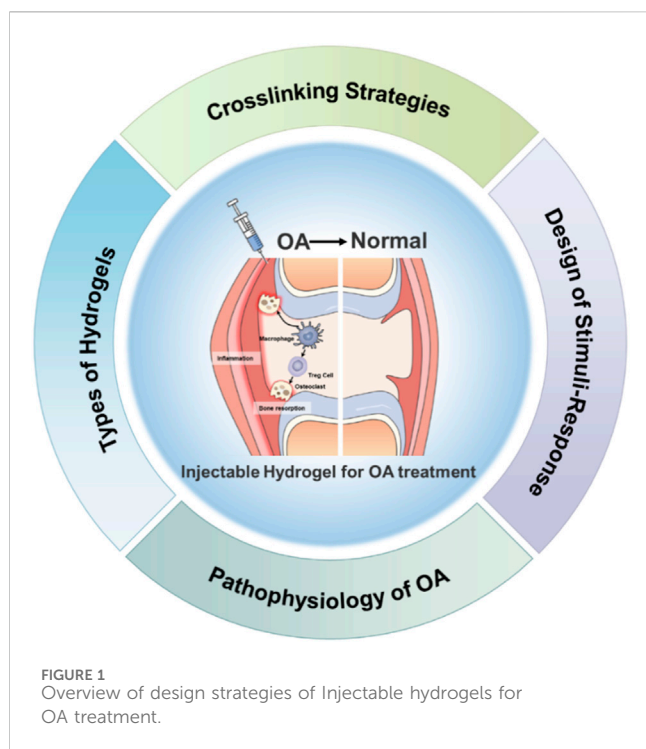 Crosslinking Strategies
Types of Hydrogels
Design of Stimuli-Response
OA Normal
Macrophage
Inflammation
Treg Cell
Osteoclast
Bone resorption
Injectable Hydrogel for OA treatment
Pathophysiology of OA
FIGURE 1
Overview of design strategies of Injectable hydrogels for
OA treatment.